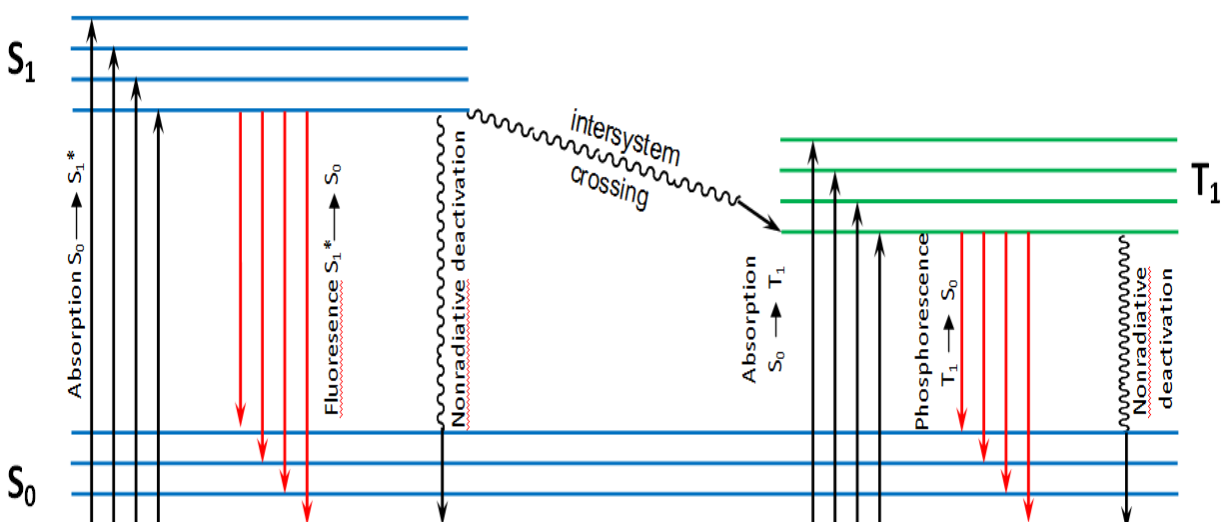 S₁
Absorption S₀ → S₁*
Fluoresence S₁* → S₀
Nonradiative deactivation
intersystem
crossing
T₁
Absorption
S₀ → T₁
Phosphorescence
T₁ → S₀
Nonradiative
deactivation
S₀